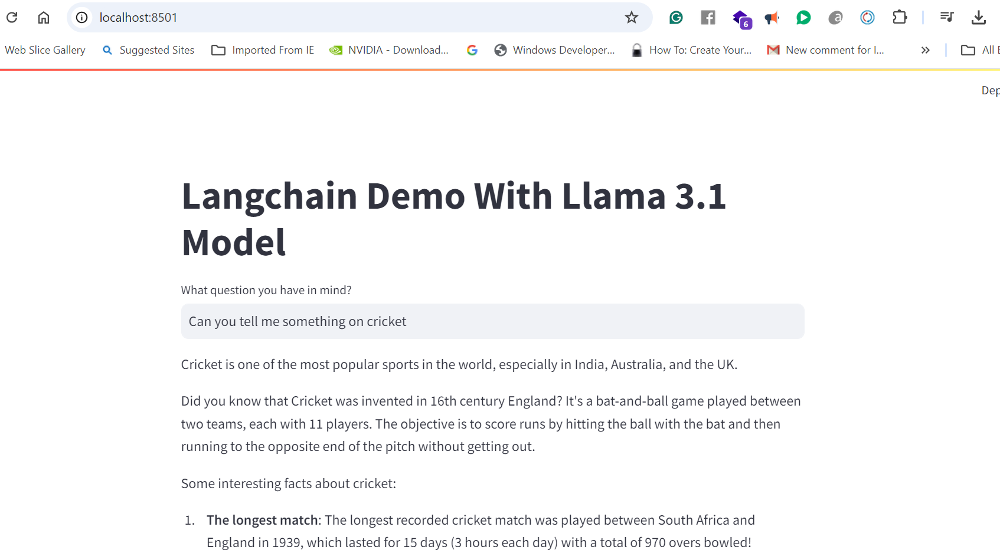 localhost:8501
6
Web Slice Gallery Suggested Sites Imported From IE NVIDIA - Download... Windows Developer... How To: Create Your... New comment for I... » All
Dep
Langchain Demo With Llama 3.1
Model
What question you have in mind?
Can you tell me something on cricket
Cricket is one of the most popular sports in the world, especially in India, Australia, and the UK.
Did you know that Cricket was invented in 16th century England? It's a bat-and-ball game played between
two teams, each with 11 players. The objective is to score runs by hitting the ball with the bat and then
running to the opposite end of the pitch without getting out.
Some interesting facts about cricket:
1. The longest match: The longest recorded cricket match was played between South Africa and
England in 1939, which lasted for 15 days (3 hours each day) with a total of 970 overs bowled!